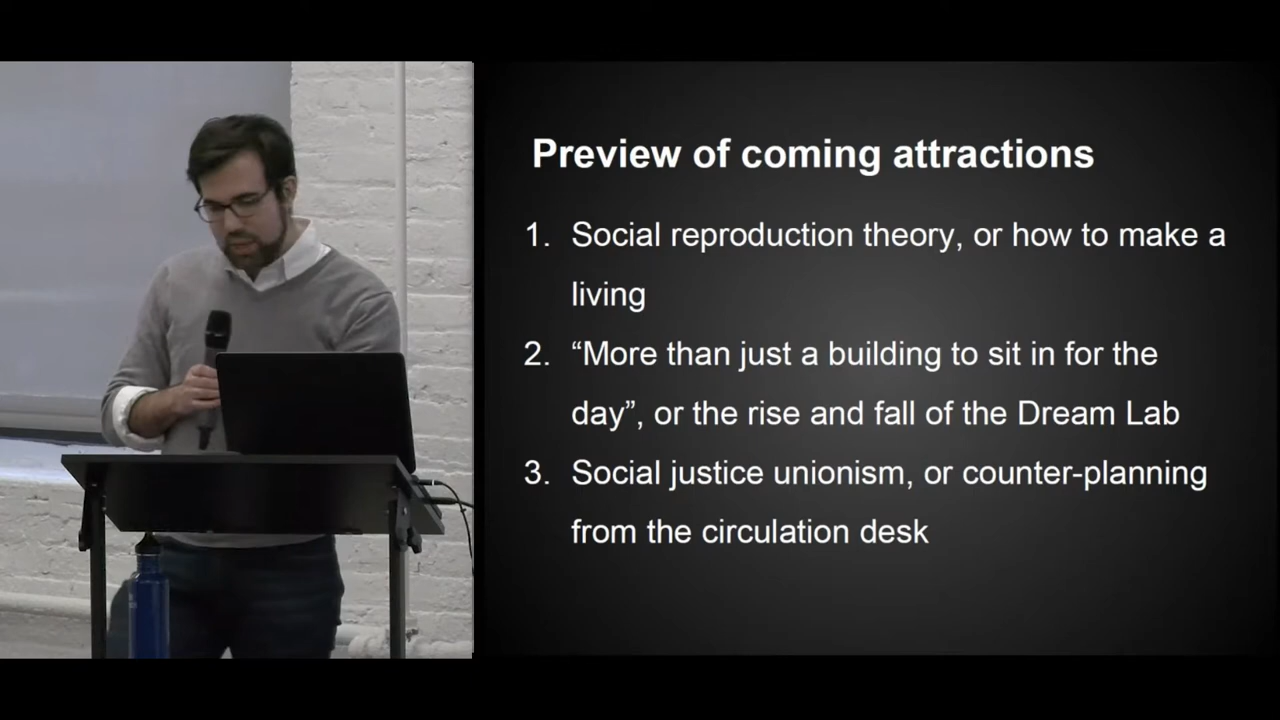 Preview of coming attractions
1. Social reproduction theory, or how to make a
living
2. “More than just a building to sit in for the
day”, or the rise and fall of the Dream Lab
3. Social justice unionism, or counter-planning
from the circulation desk